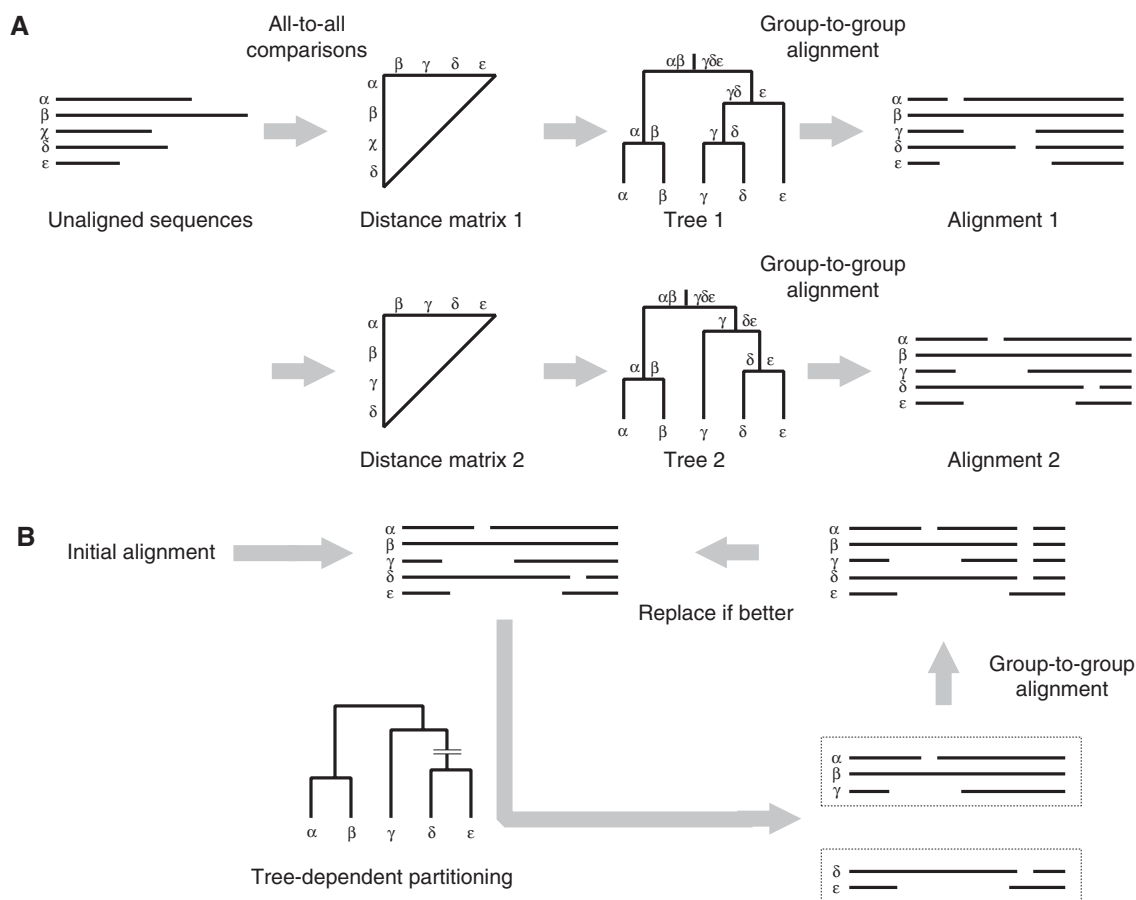 A
All-to-all
comparisons
Group-to-group
alignment
α
β
χ
δ
ε
Unaligned sequences
β γ δ ε
α
β
χ
δ
Distance matrix 1
αβ γδε
γδ ε
α β γ δ
α β γ δ ε
Tree 1
α
β
γ
δ
ε
Alignment 1
Group-to-group
alignment
β γ δ ε
α
β
γ
δ
Distance matrix 2
αβ γδε
γ δε
α β δ ε
α β γ δ ε
Tree 2
α
β
γ
δ
ε
Alignment 2
B
Initial alignment
α
β
γ
δ
ε
Replace if better
α
β
γ
δ
ε
Group-to-group
alignment
α β γ δ ε
Tree-dependent partitioning
α
β
γ
δ
ε